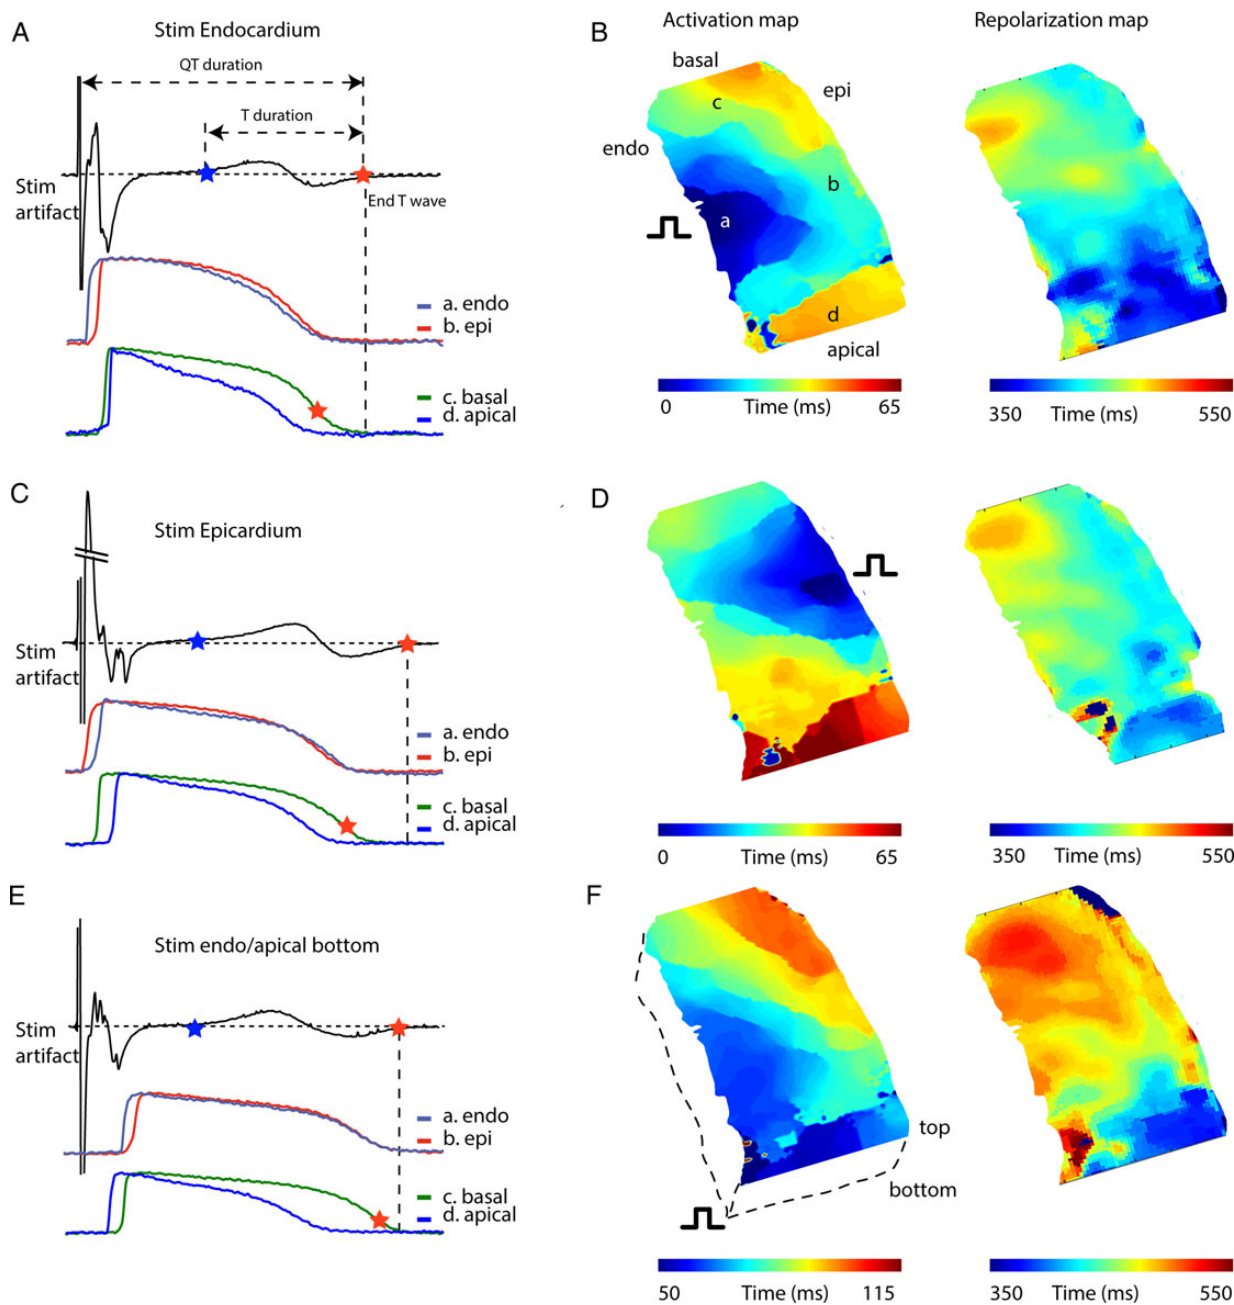 A
Stim Endocardium
QT duration
T duration
Stim
artifact
End T wave
a. endo
b. epi
c. basal
d. apical
B
Activation map
Repolarization map
basal
epi
c
endo
b
a
d
apical
0 Time (ms) 65
350 Time (ms) 550
C
Stim Epicardium
Stim
artifact
a. endo
b. epi
c. basal
d. apical
D
0 Time (ms) 65
350 Time (ms) 550
E
Stim endo/apical bottom
Stim
artifact
a. endo
b. epi
c. basal
d. apical
F
top
bottom
50 Time (ms) 115
350 Time (ms) 550